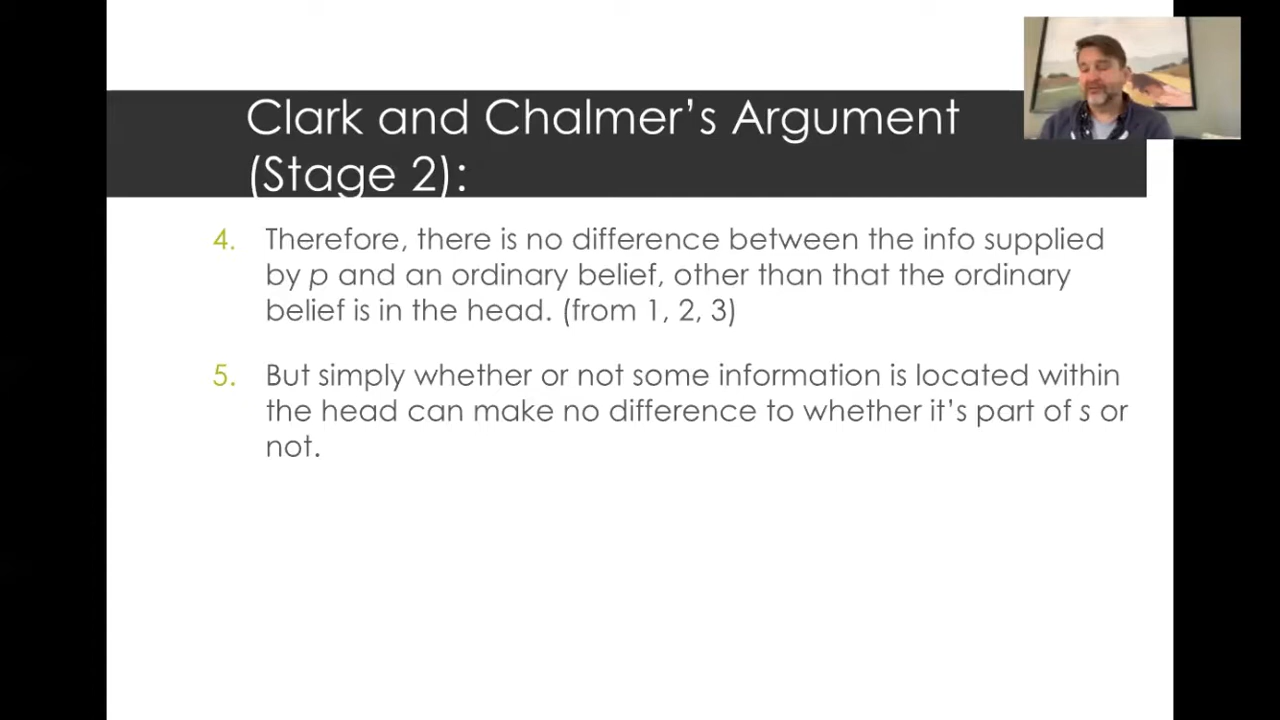 Clark and Chalmer’s Argument
(Stage 2):
4. Therefore, there is no difference between the info supplied
by p and an ordinary belief, other than that the ordinary
belief is in the head. (from 1, 2, 3)
5. But simply whether or not some information is located within
the head can make no difference to whether it’s part of s or
not.